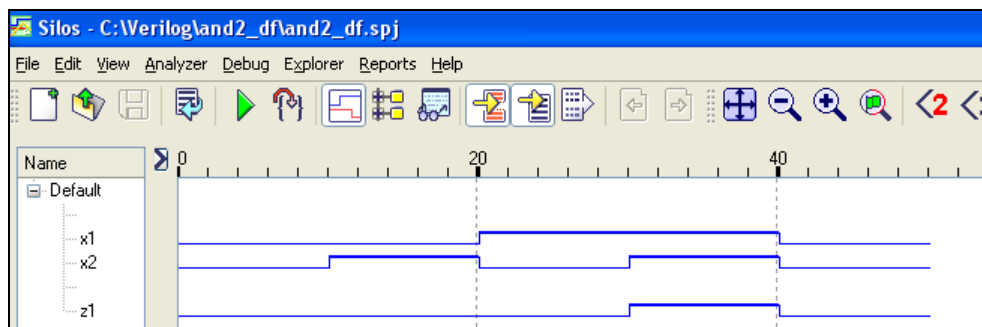 Silos - C:\Verilog\and2_df\and2_df.spj
File Edit View Analyzer Debug Explorer Reports Help
2
Name 0 20 40
Default
x1
x2
z1